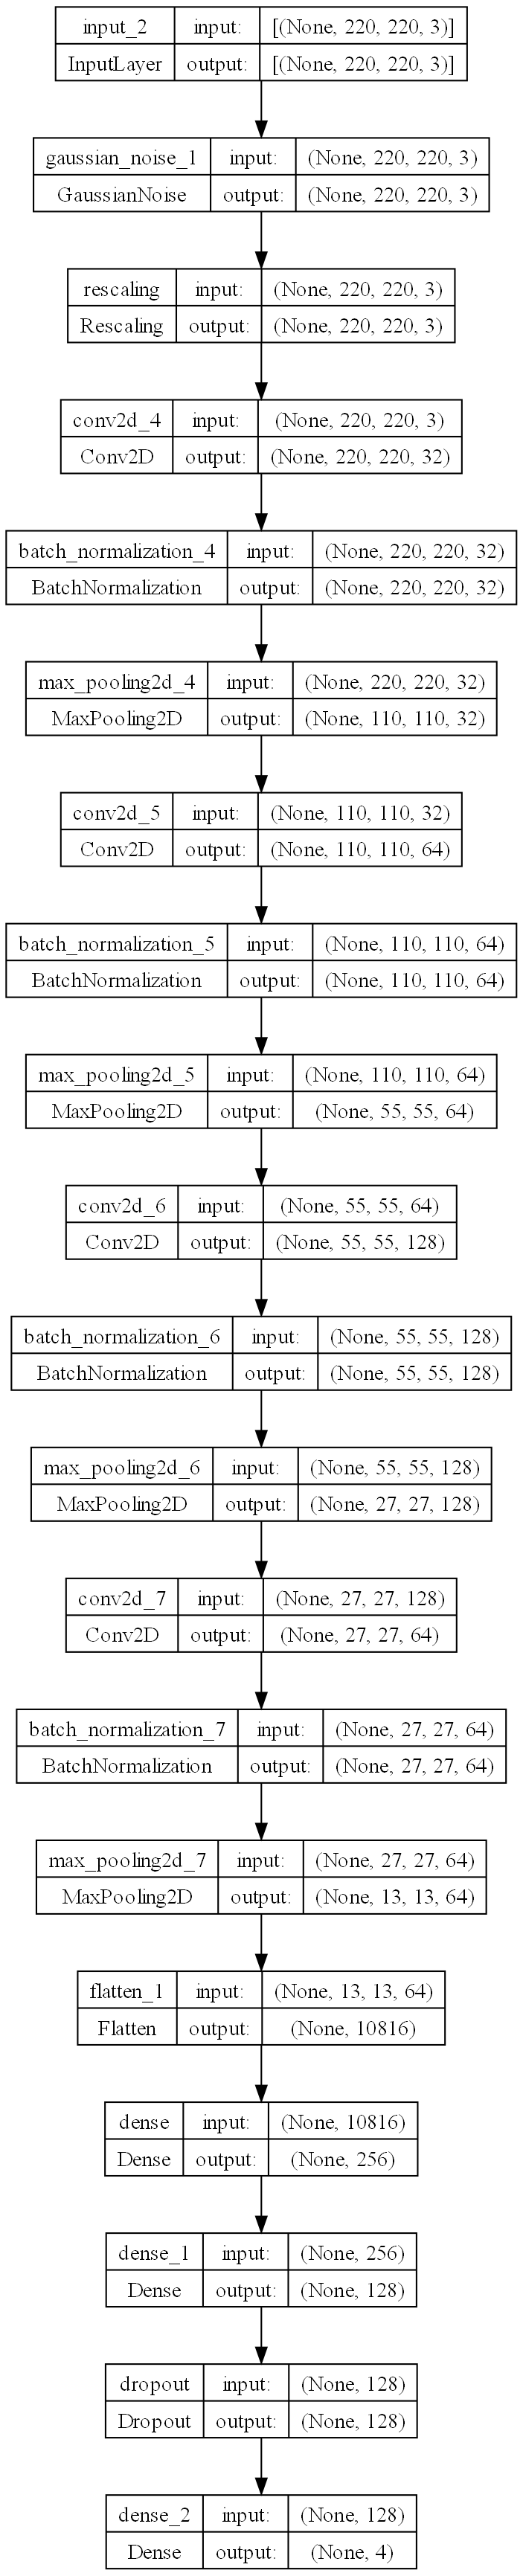 input_2 input: [(None, 220, 220, 3)]
InputLayer output: [(None, 220, 220, 3)]
gaussian_noise_1 input: (None, 220, 220, 3)
GaussianNoise output: (None, 220, 220, 3)
rescaling input: (None, 220, 220, 3)
Rescaling output: (None, 220, 220, 3)
conv2d_4 input: (None, 220, 220, 3)
Conv2D output: (None, 220, 220, 32)
batch_normalization_4 input: (None, 220, 220, 32)
BatchNormalization output: (None, 220, 220, 32)
max_pooling2d_4 input: (None, 220, 220, 32)
MaxPooling2D output: (None, 110, 110, 32)
conv2d_5 input: (None, 110, 110, 32)
Conv2D output: (None, 110, 110, 64)
batch_normalization_5 input: (None, 110, 110, 64)
BatchNormalization output: (None, 110, 110, 64)
max_pooling2d_5 input: (None, 110, 110, 64)
MaxPooling2D output: (None, 55, 55, 64)
conv2d_6 input: (None, 55, 55, 64)
Conv2D output: (None, 55, 55, 128)
batch_normalization_6 input: (None, 55, 55, 128)
BatchNormalization output: (None, 55, 55, 128)
max_pooling2d_6 input: (None, 55, 55, 128)
MaxPooling2D output: (None, 27, 27, 128)
conv2d_7 input: (None, 27, 27, 128)
Conv2D output: (None, 27, 27, 64)
batch_normalization_7 input: (None, 27, 27, 64)
BatchNormalization output: (None, 27, 27, 64)
max_pooling2d_7 input: (None, 27, 27, 64)
MaxPooling2D output: (None, 13, 13, 64)
flatten_1 input: (None, 13, 13, 64)
Flatten output: (None, 10816)
dense input: (None, 10816)
Dense output: (None, 256)
dense_1 input: (None, 256)
Dense output: (None, 128)
dropout input: (None, 128)
Dropout output: (None, 128)
dense_2 input: (None, 128)
Dense output: (None, 4)